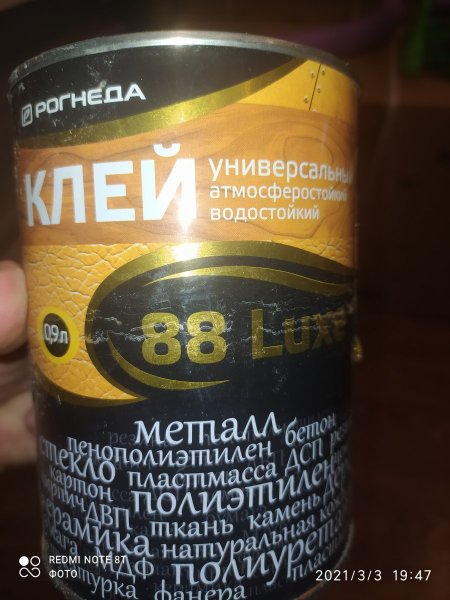 РОГНЕДА
КЛЕЙ
универсальный
атмосферостойкий
водостойкий
0,9л
88 Luxe
металл
бетон
пенополиэтилен
стекло
пластмасса ДСП
картон
полиэтилен
кирпич ДВП
ткань камень
керамика
натуральная
МДФ полиуретан
фанера
REDMI NOTE 8T
ФОТО
2021/3/3 19:47